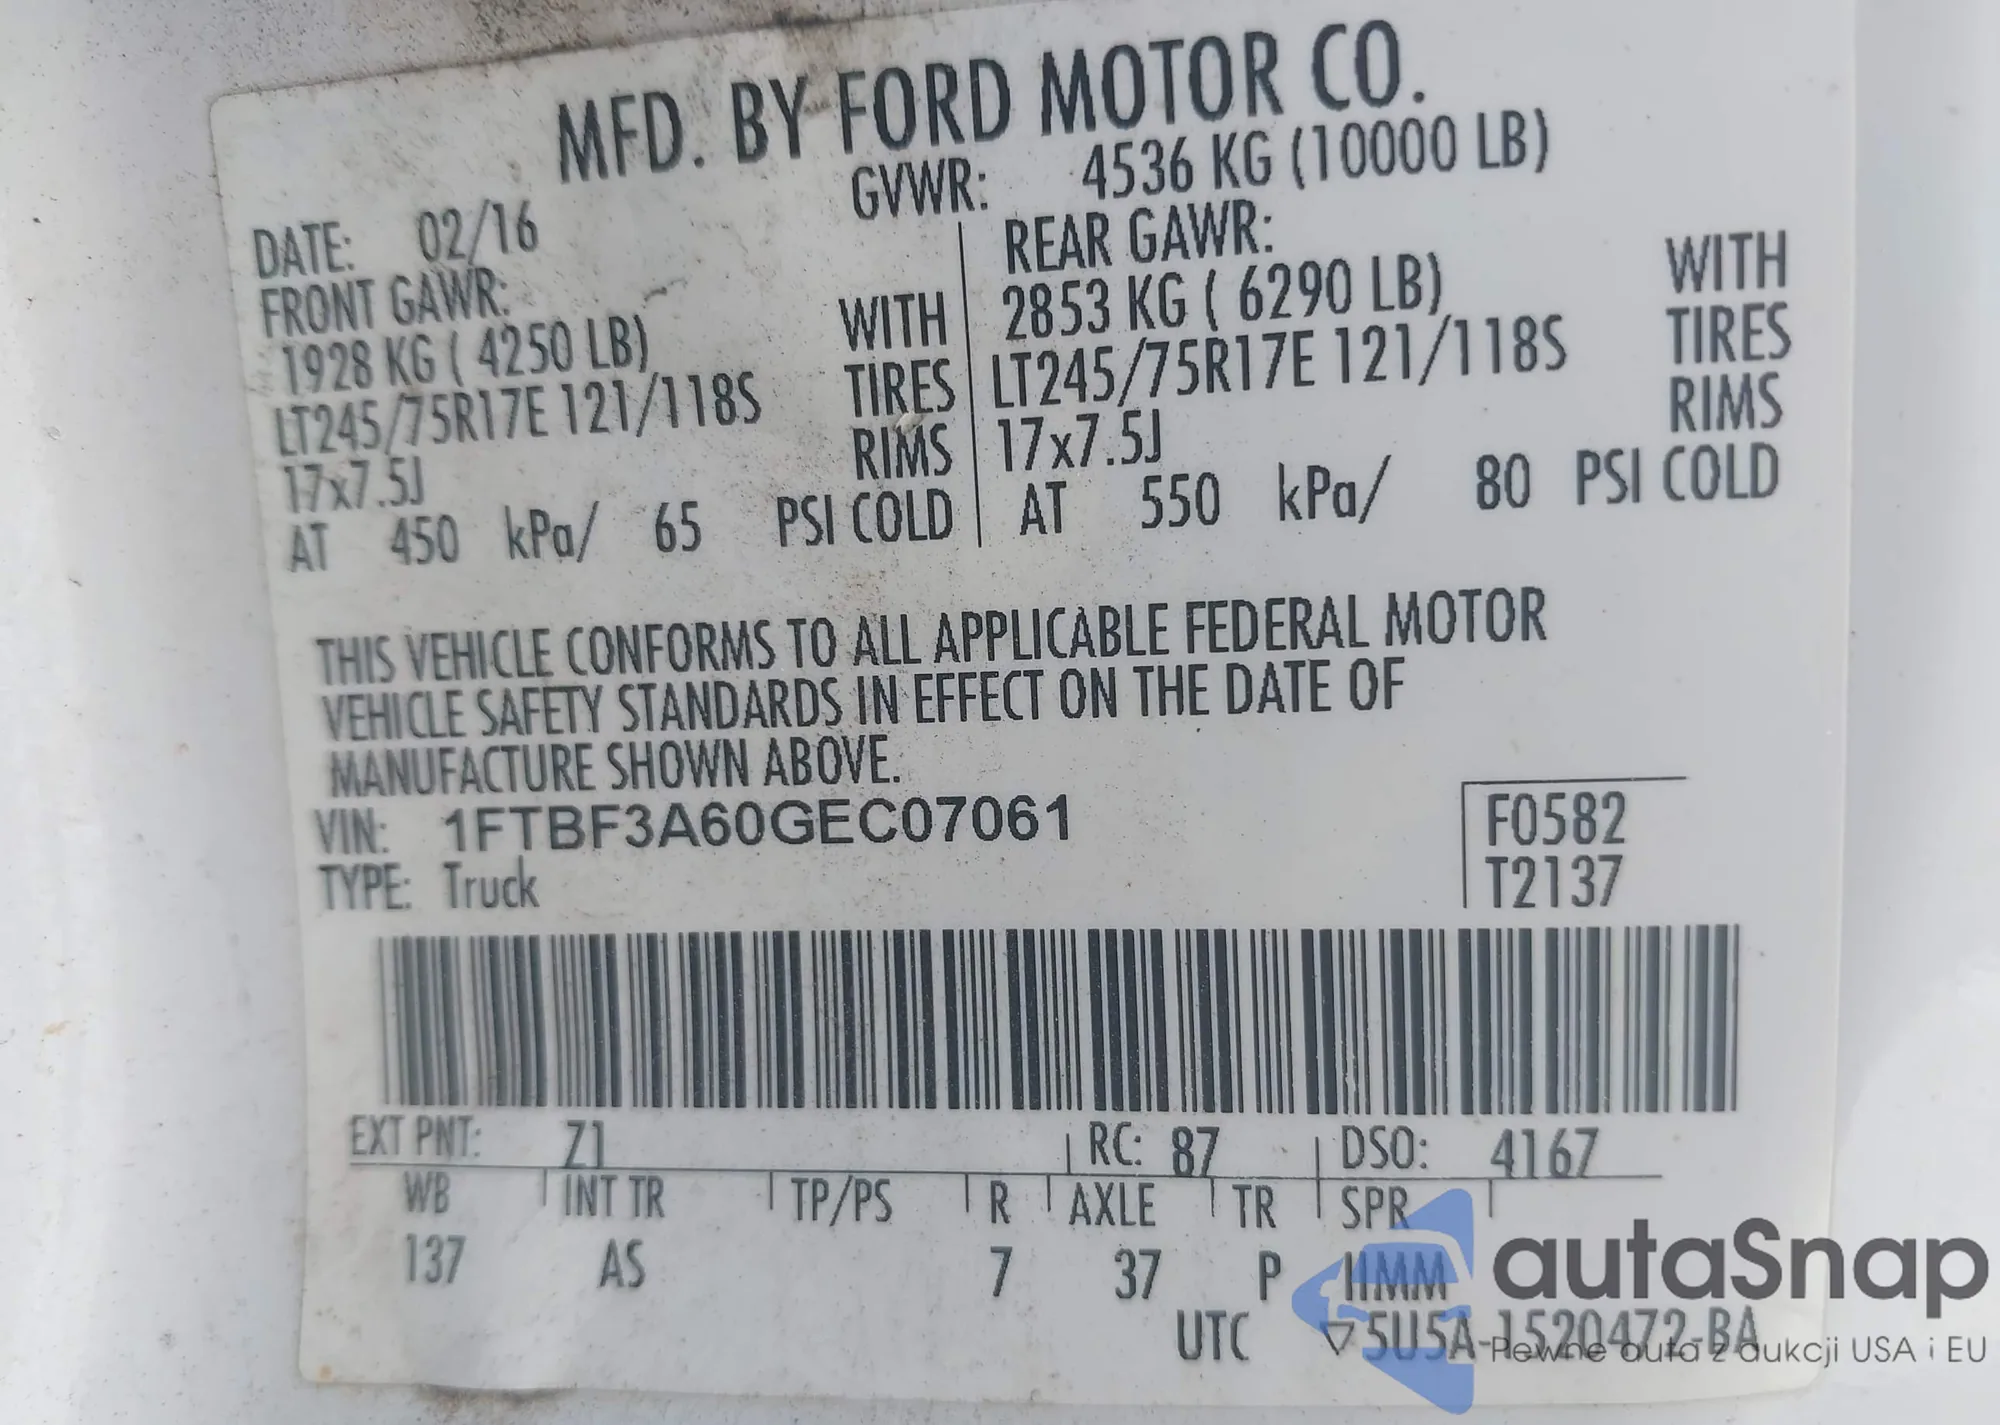 MFD. BY FORD MOTOR CO.
DATE: 02/16 GVWR: 4536 KG (10000 LB)
FRONT GAWR: REAR GAWR:
1928 KG ( 4250 LB) WITH 2853 KG ( 6290 LB) WITH
LT245/75R17E 121/118S TIRES LT245/75R17E 121/118S TIRES
17x7.5J RIMS 17x7.5J RIMS
AT 450 kPa/ 65 PSI COLD AT 550 kPa/ 80 PSI COLD
THIS VEHICLE CONFORMS TO ALL APPLICABLE FEDERAL MOTOR
VEHICLE SAFETY STANDARDS IN EFFECT ON THE DATE OF
MANUFACTURE SHOWN ABOVE.
VIN: 1FTBF3A60GEC07061 F0582
TYPE: Truck T2137
EXT PNT: Z1 RC: 87 DSO: 4167
WB INT TR TP/PS R AXLE TR SPR
137 AS 7 37 P IIMM
UTC ▽5U5A-1520472-BA
autaSnap
Pewne auta z aukcji USA i EU